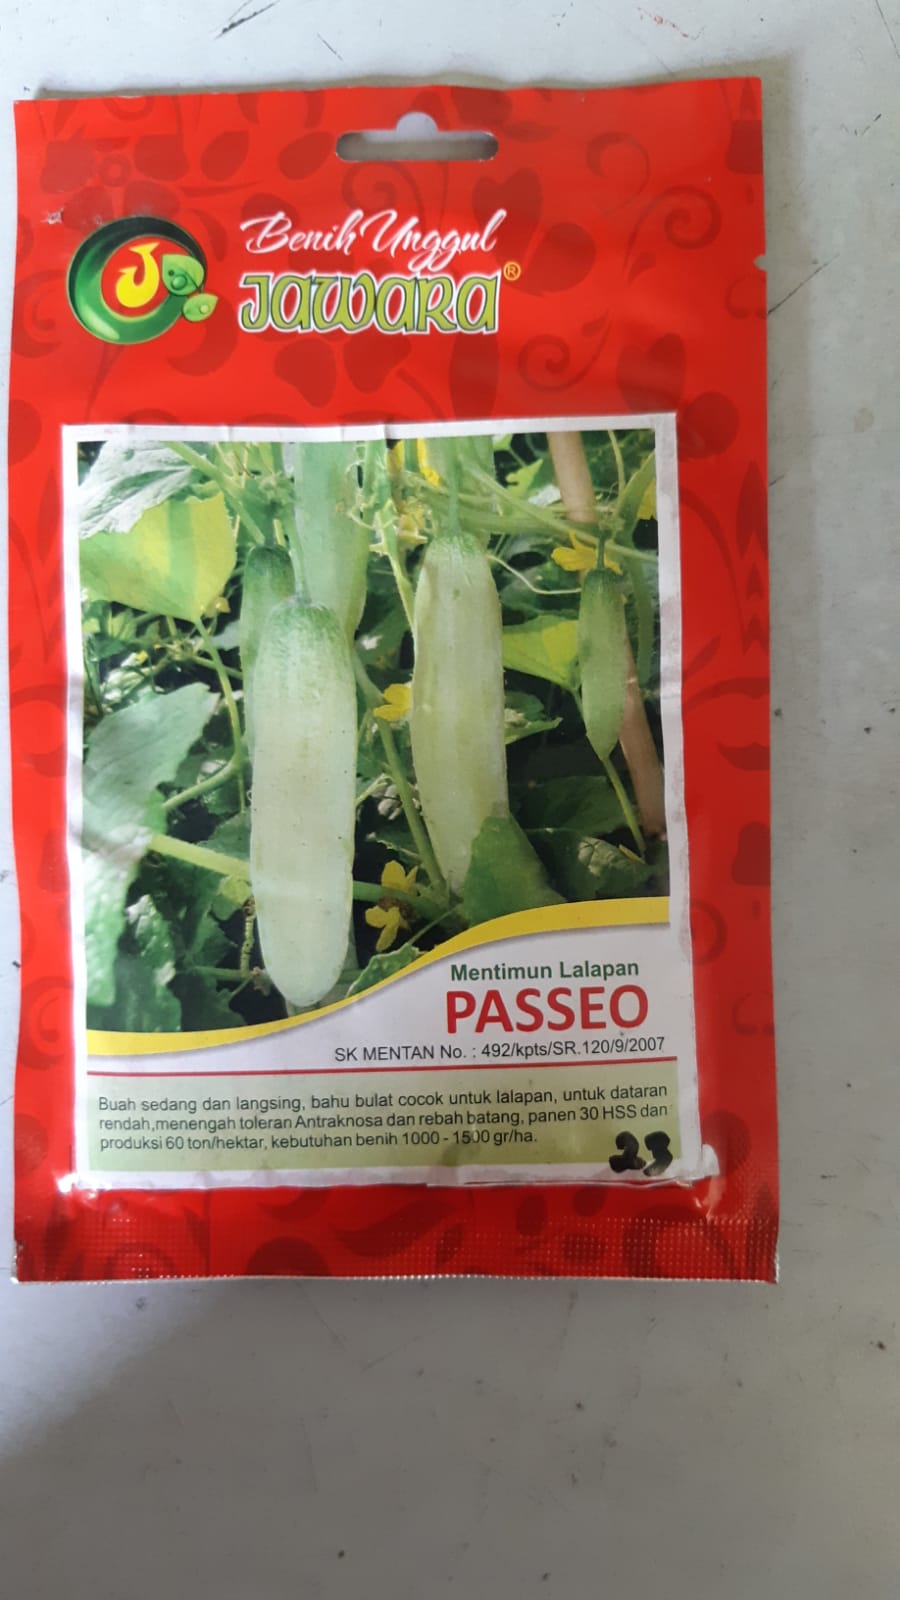 J
Benih Unggul
JAWARA®
Mentimun Lalapan
PASSEO
SK MENTAN No. : 492/kpts/SR.120/9/2007
Buah sedang dan langsing, bahu bulat cocok untuk lalapan, untuk dataran
rendah,menengah toleran Antraknosa dan rebah batang, panen 30 HSS dan
produksi 60 ton/hektar, kebutuhan benih 1000 - 1500 gr/ha.
23